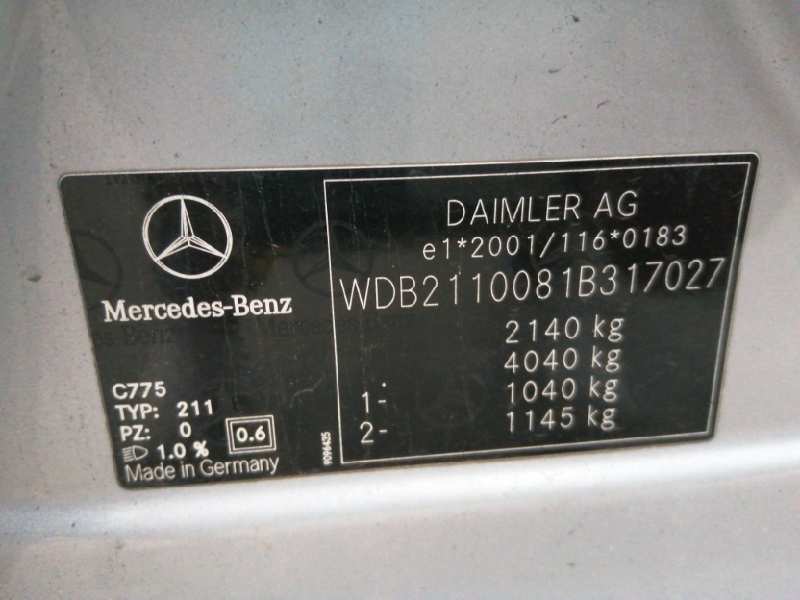 Mercedes-Benz
C775
TYP: 211
PZ: 0
0.6
1.0 %
Made in Germany
9096425
DAIMLER AG
e1*2001/116*0183
WDB2110081B317027
2140 kg
4040 kg
1- 1040 kg
2- 1145 kg